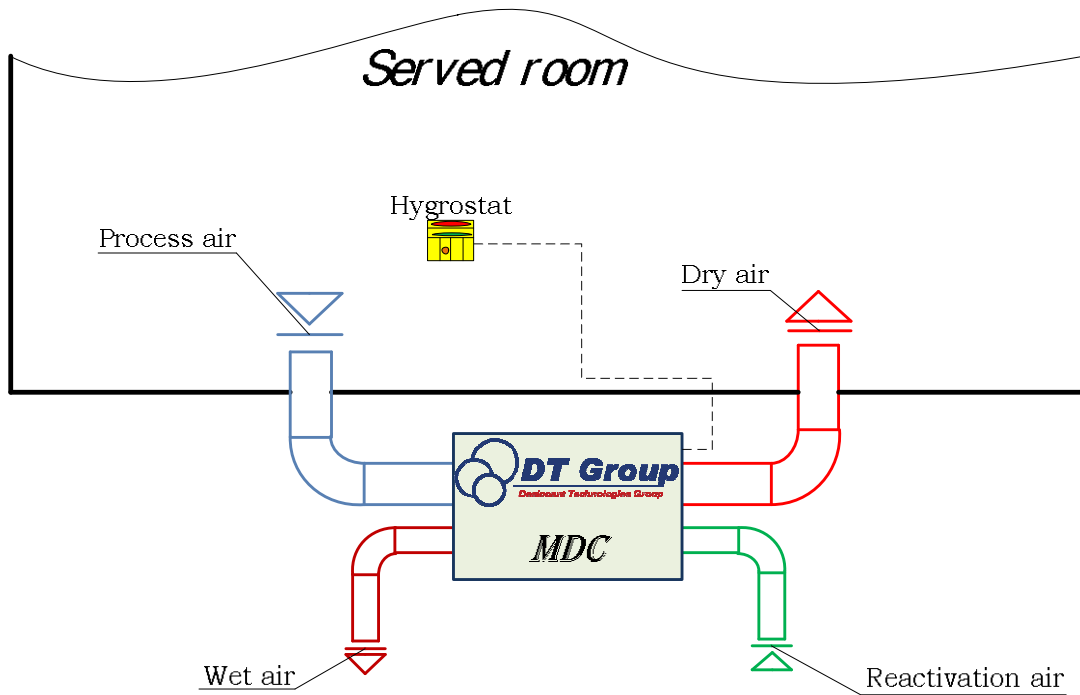 Served room
Hygrostat
Process air
Dry air
DT Group
Desiccant Technologies Group
MDC
Wet air
Reactivation air